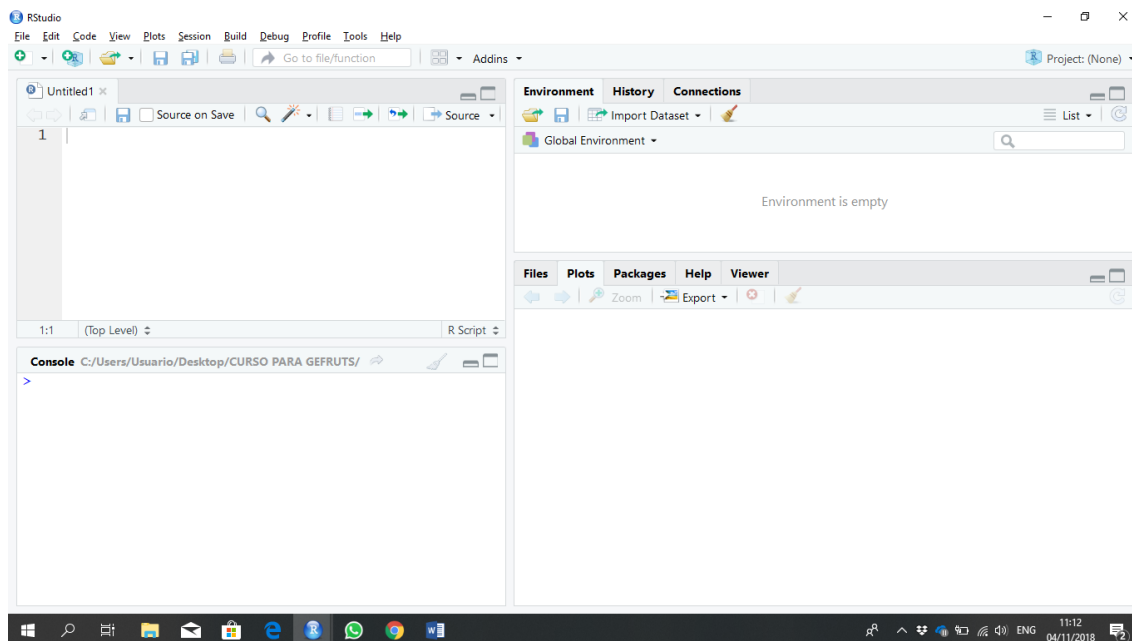 RStudio
File Edit Code View Plots Session Build Debug Profile Tools Help
Go to file/function Addins Project: (None)
Untitled1
Source on Save Source
1
1:1 (Top Level) R Script
Console C:/Users/Usuario/Desktop/CURSO PARA GEFRUTS/
>
Environment History Connections
Import Dataset List
Global Environment
Environment is empty
Files Plots Packages Help Viewer
Zoom Export
ENG 11:12
04/11/2018